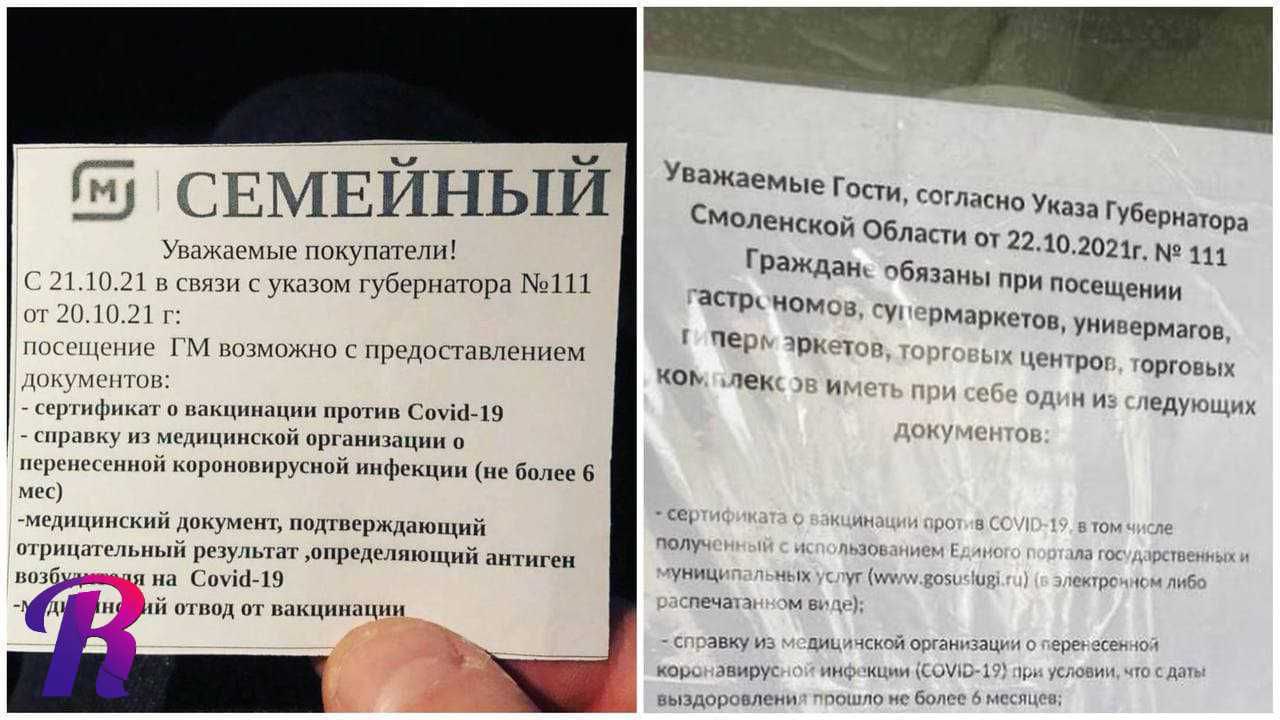 М СЕМЕЙНЫЙ
Уважаемые покупатели!
С 21.10.21 в связи с указом губернатора №111
от 20.10.21 г:
посещение ГМ возможно с предоставлением
документов:
- сертификат о вакцинации против Covid-19
- справку из медицинской организации о
перенесенной короновирусной инфекции (не более 6
мес)
-медицинский документ, подтверждающий
отрицательный результат ,определяющий антиген
возбудителя на Covid-19
-медицинский отвод от вакцинации
R
Уважаемые Гости, согласно Указа Губернатора
Смоленской Области от 22.10.2021г. № 111
Граждане обязаны при посещении
гастрономов, супермаркетов, универмагов,
гипермаркетов, торговых центров, торговых
комплексов иметь при себе один из следующих
документов:
- сертификата о вакцинации против COVID-19, в том числе
полученный с использованием Единого портала государственных и
муниципальных услуг (www.gosuslugi.ru) (в электронном либо
распечатанном виде);
- справку из медицинской организации о перенесенной
коронавирусной инфекции (COVID-19) при условии, что с даты
выздоровления прошло не более 6 месяцев;